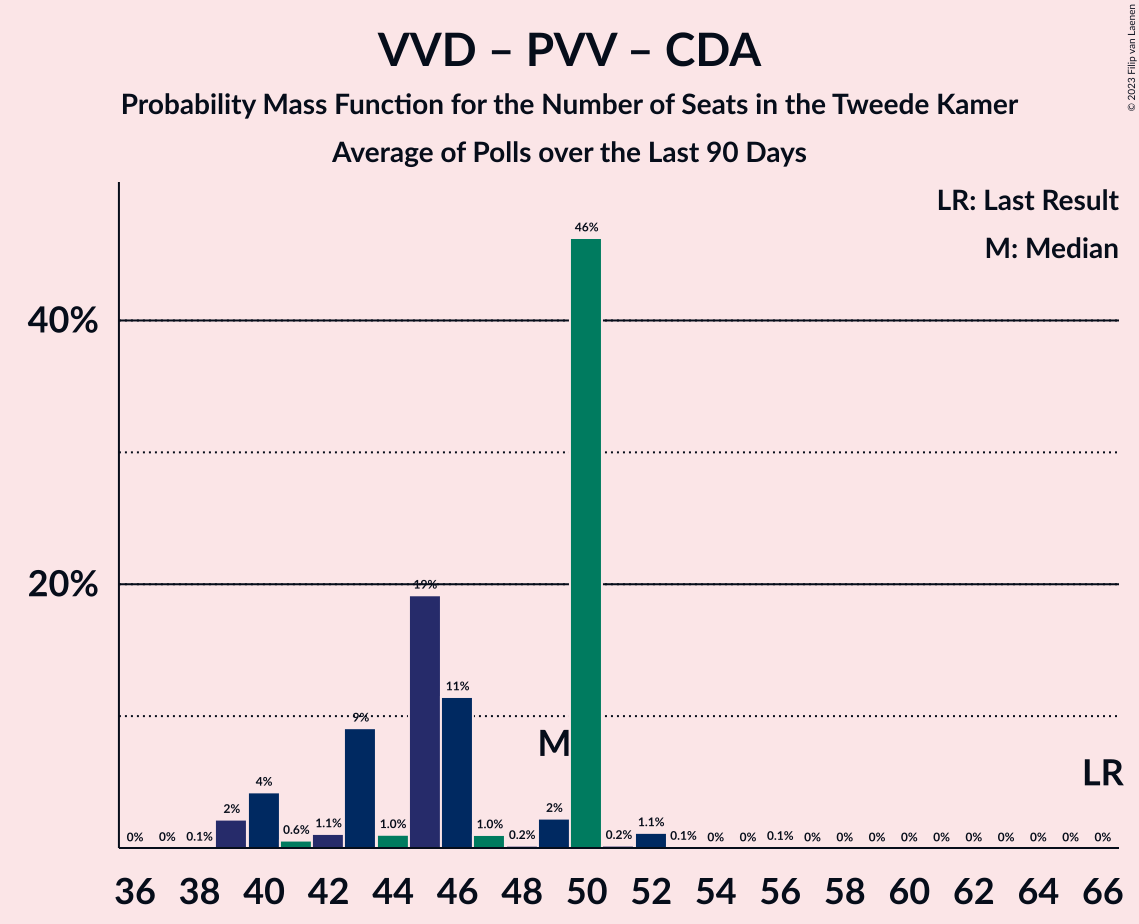 VVD – PVV – CDA
Probability Mass Function for the Number of Seats in the Tweede Kamer
Average of Polls over the Last 90 Days
© 2023 Filip van Laenen
LR: Last Result
M: Median
46%
40%
20%
19%
11%
9%
M
LR
4%
2%
0% 0% 0.1% 0.6% 1.1% 1.0% 1.0% 0.2% 2% 0.2% 1.1% 0.1% 0% 0% 0.1% 0% 0% 0% 0% 0% 0% 0% 0% 0% 0%
36 38 40 42 44 46 48 50 52 54 56 58 60 62 64 66